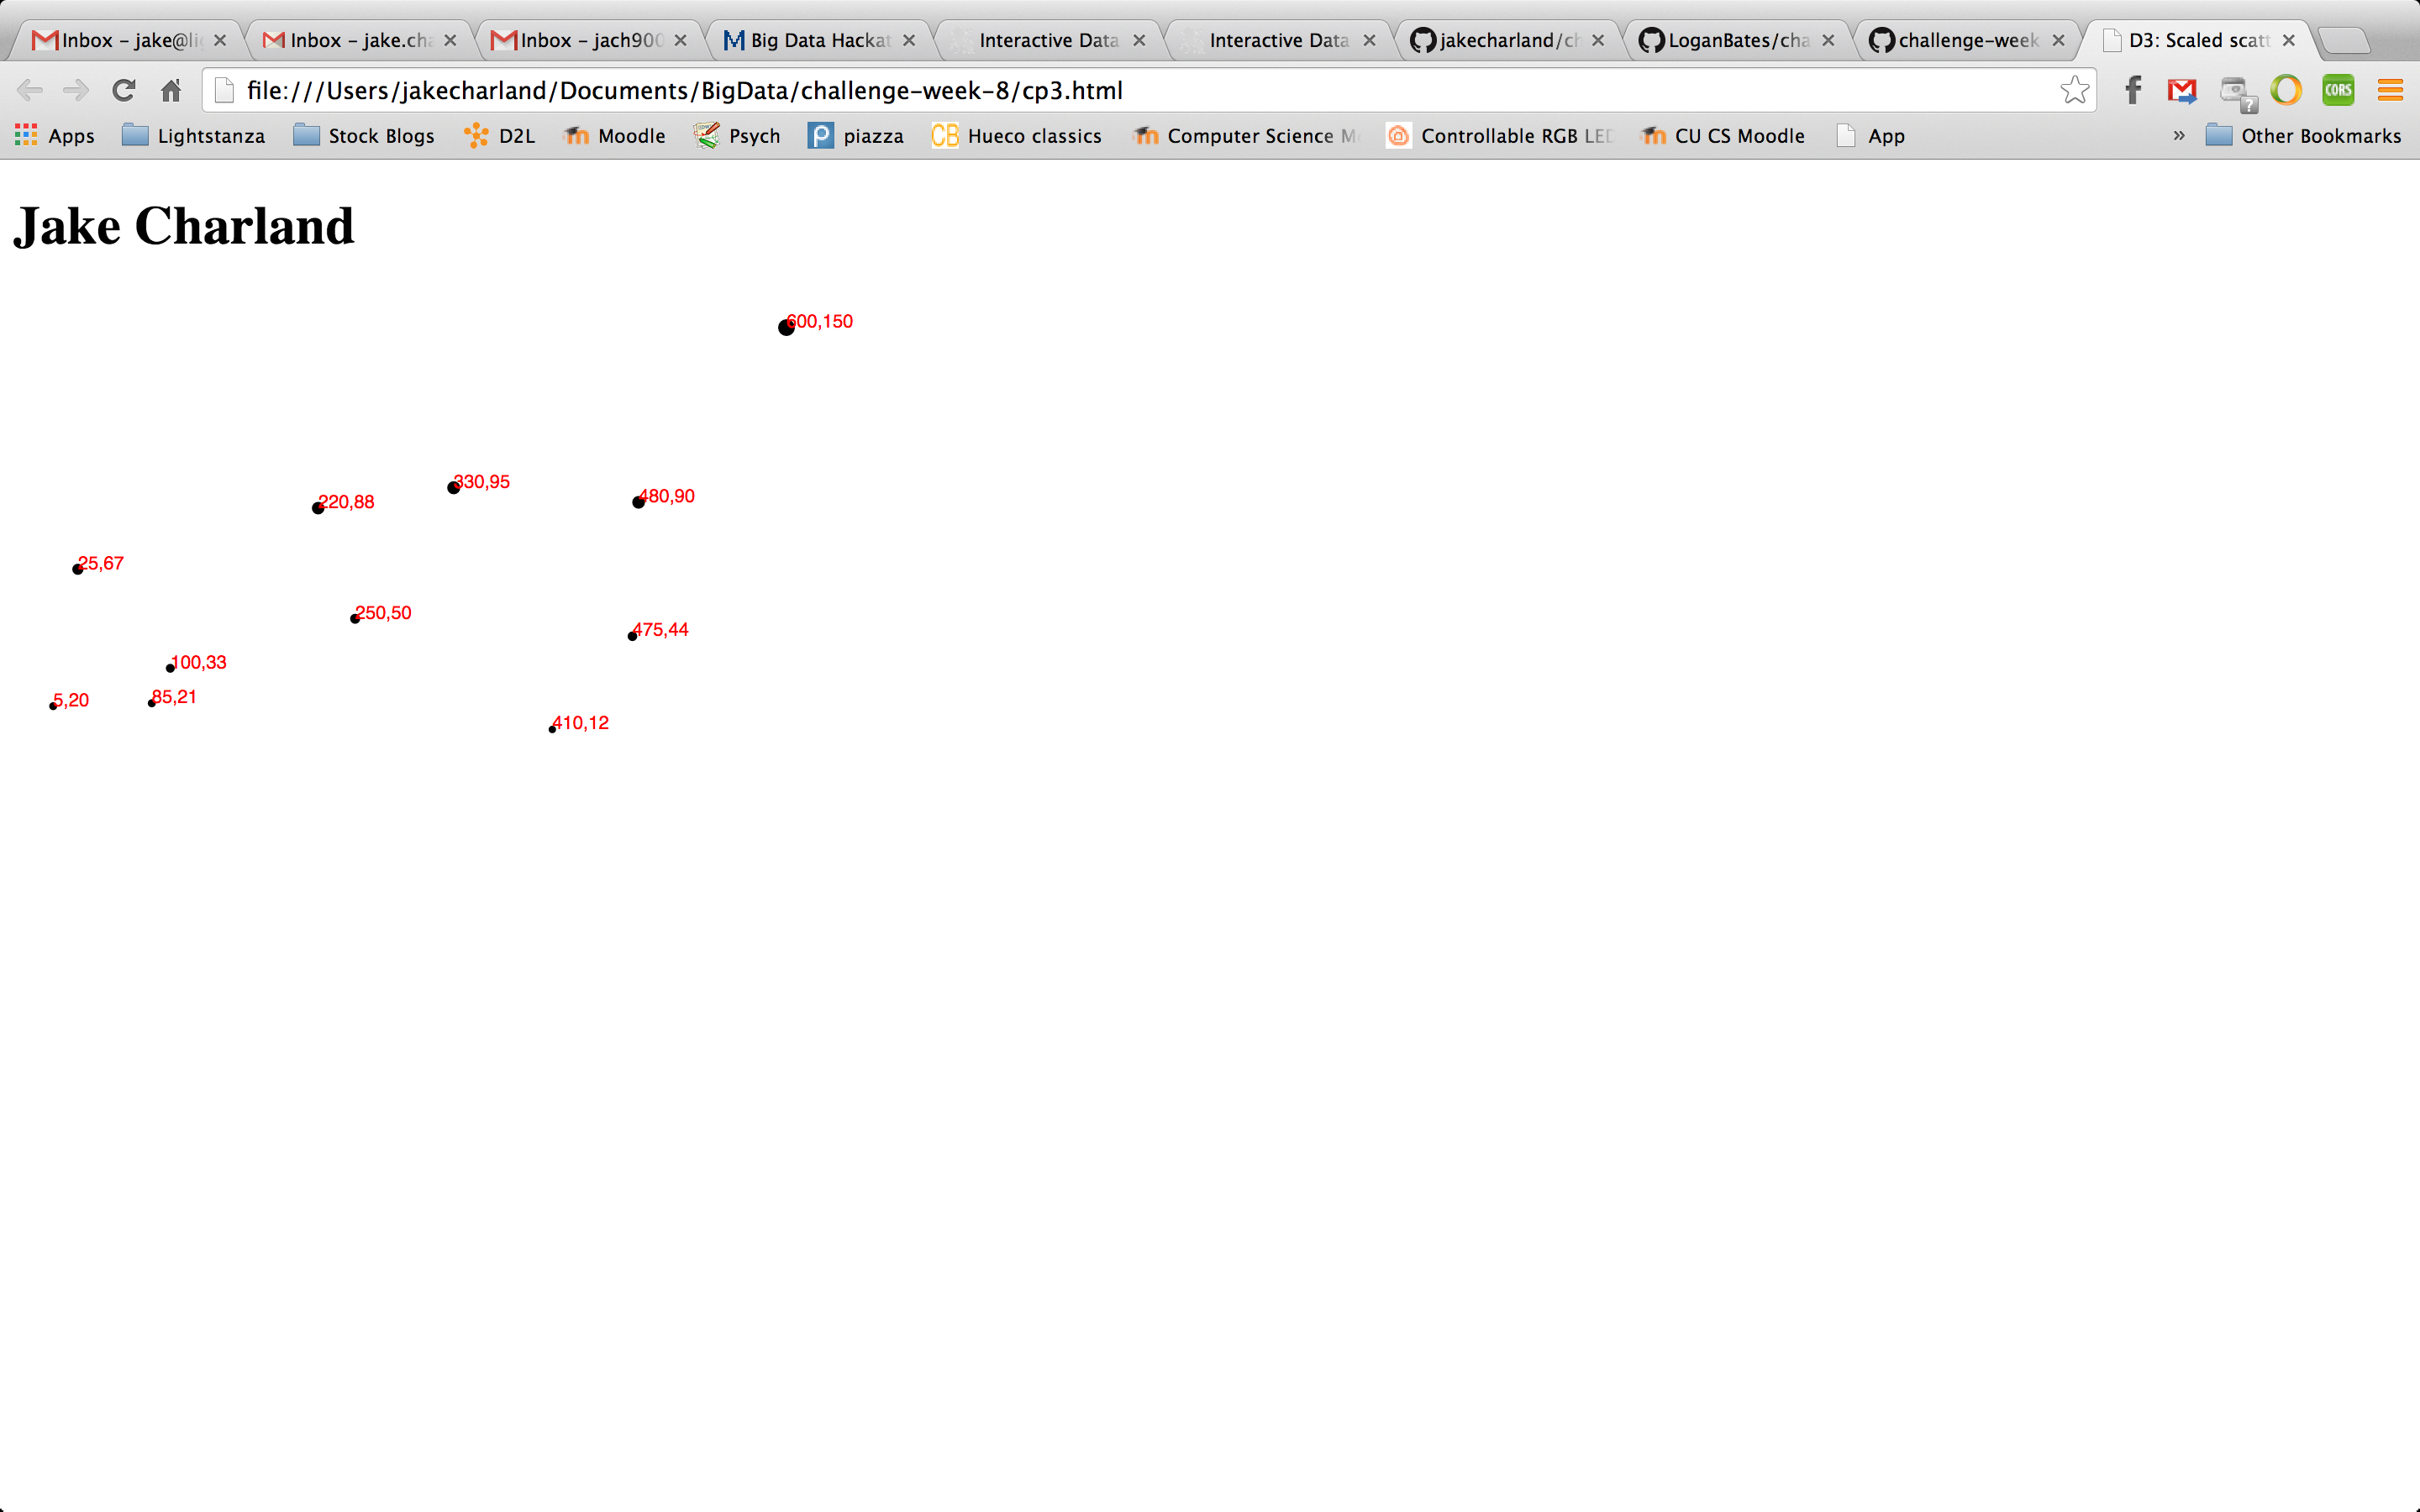 Inbox – jake@li
Inbox – jake.cha
Inbox – jach900
Big Data Hackat
Interactive Data
Interactive Data
jakecharland/ch
LoganBates/cha
challenge-week
D3: Scaled scatt
file:///Users/jakecharland/Documents/BigData/challenge-week-8/cp3.html
CORS
Apps
Lightstanza
Stock Blogs
D2L
Moodle
Psych
piazza
CB Hueco classics
Computer Science M
Controllable RGB LED
CU CS Moodle
App
»
Other Bookmarks
Jake Charland
600,150
330,95
480,90
220,88
25,67
250,50
475,44
100,33
85,21
5,20
410,12